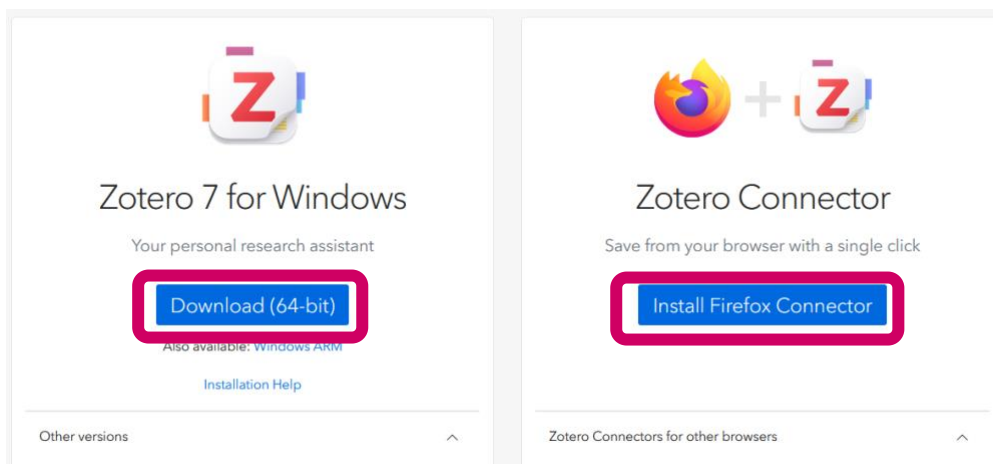 Z
Zotero 7 for Windows
Your personal research assistant
Download (64-bit)
Also available: Windows ARM
Installation Help
Other versions
+ Z
Zotero Connector
Save from your browser with a single click
Install Firefox Connector
Zotero Connectors for other browsers